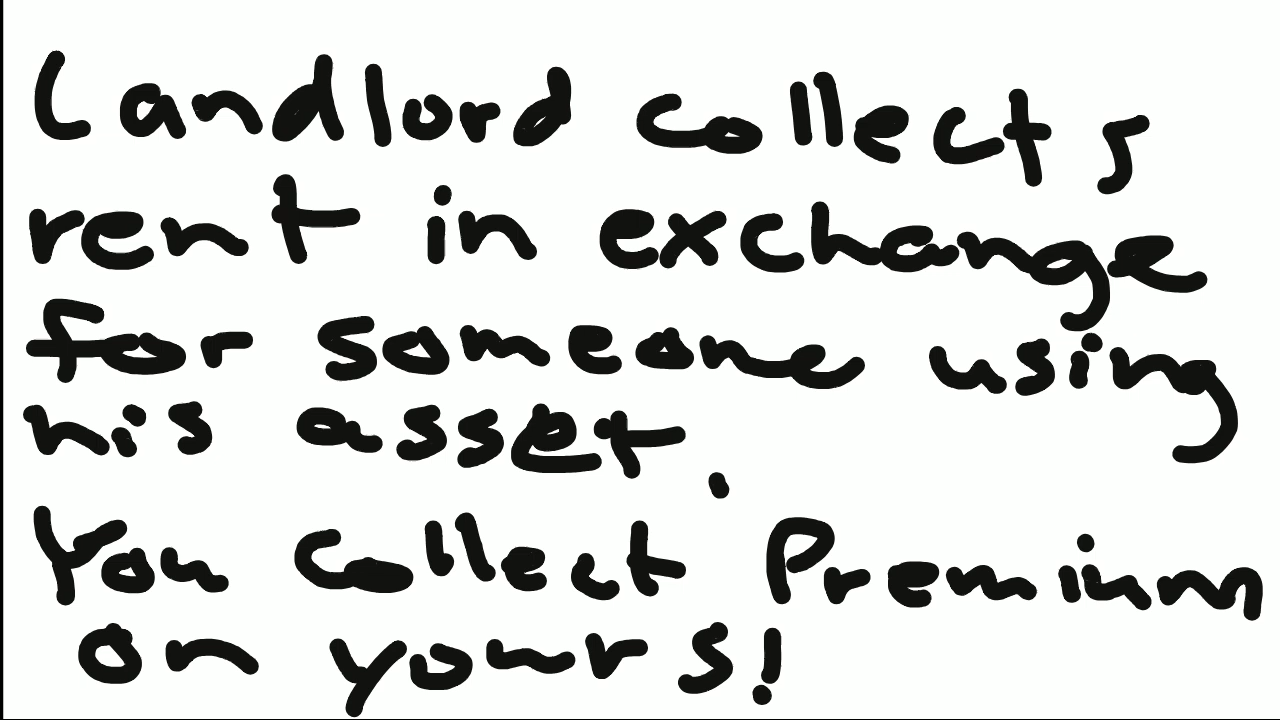 Landlord collects
rent in exchange
for someone using
his asset.
You collect Premium
on yours!